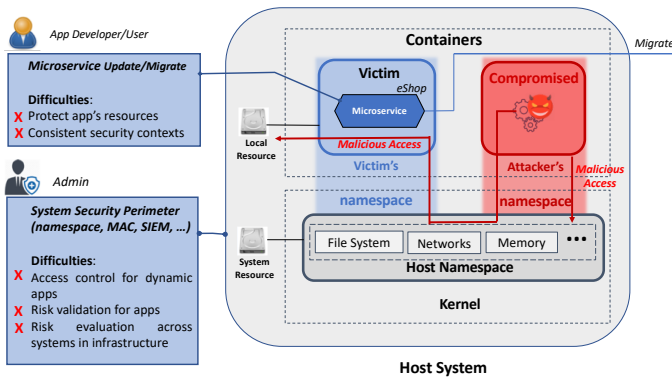 App Developer/User
Microservice Update/Migrate
Difficulties:
X Protect app's resources
X Consistent security contexts
Admin
System Security Perimeter
(namespace, MAC, SIEM, ...)
Difficulties:
X Access control for dynamic
apps
X Risk validation for apps
X Risk evaluation across
systems in infrastructure
Containers
Migrate
Victim
eShop
Microservice
Compromised
Local
Resource
Malicious Access
Victim's
namespace
Attacker's
namespace
Malicious
Access
System
Resource
File System
Networks
Memory
•••
Host Namespace
Kernel
Host System